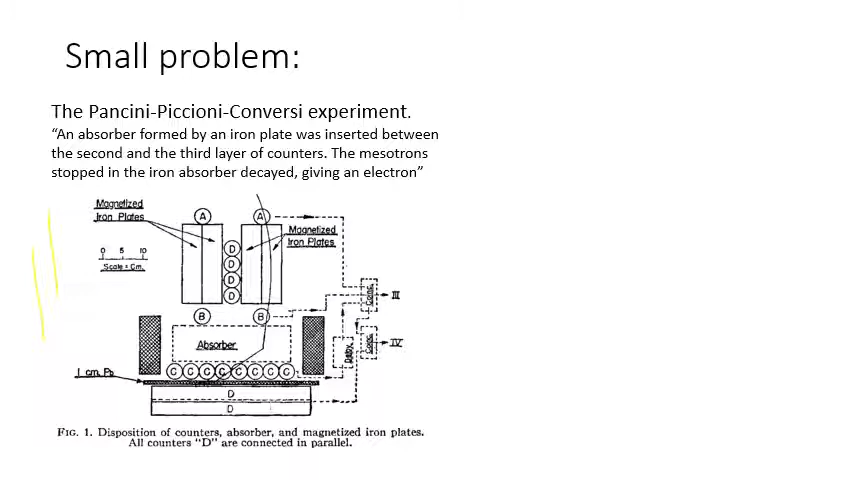 Small problem:
The Pancini-Piccioni-Conversi experiment.
“An absorber formed by an iron plate was inserted between
the second and the third layer of counters. The mesotrons
stopped in the iron absorber decayed, giving an electron”
Magnetized
Iron Plates
A
A
Magnetized
Iron Plates
D
D
D
D
0 5 10
Scale = Cm.
Coinc.
III
B
B
Absorber
Delay
Coinc.
IV
C C C C C C C C
1 cm. Pb
D
D
FIG. 1. Disposition of counters, absorber, and magnetized iron plates.
All counters "D" are connected in parallel.